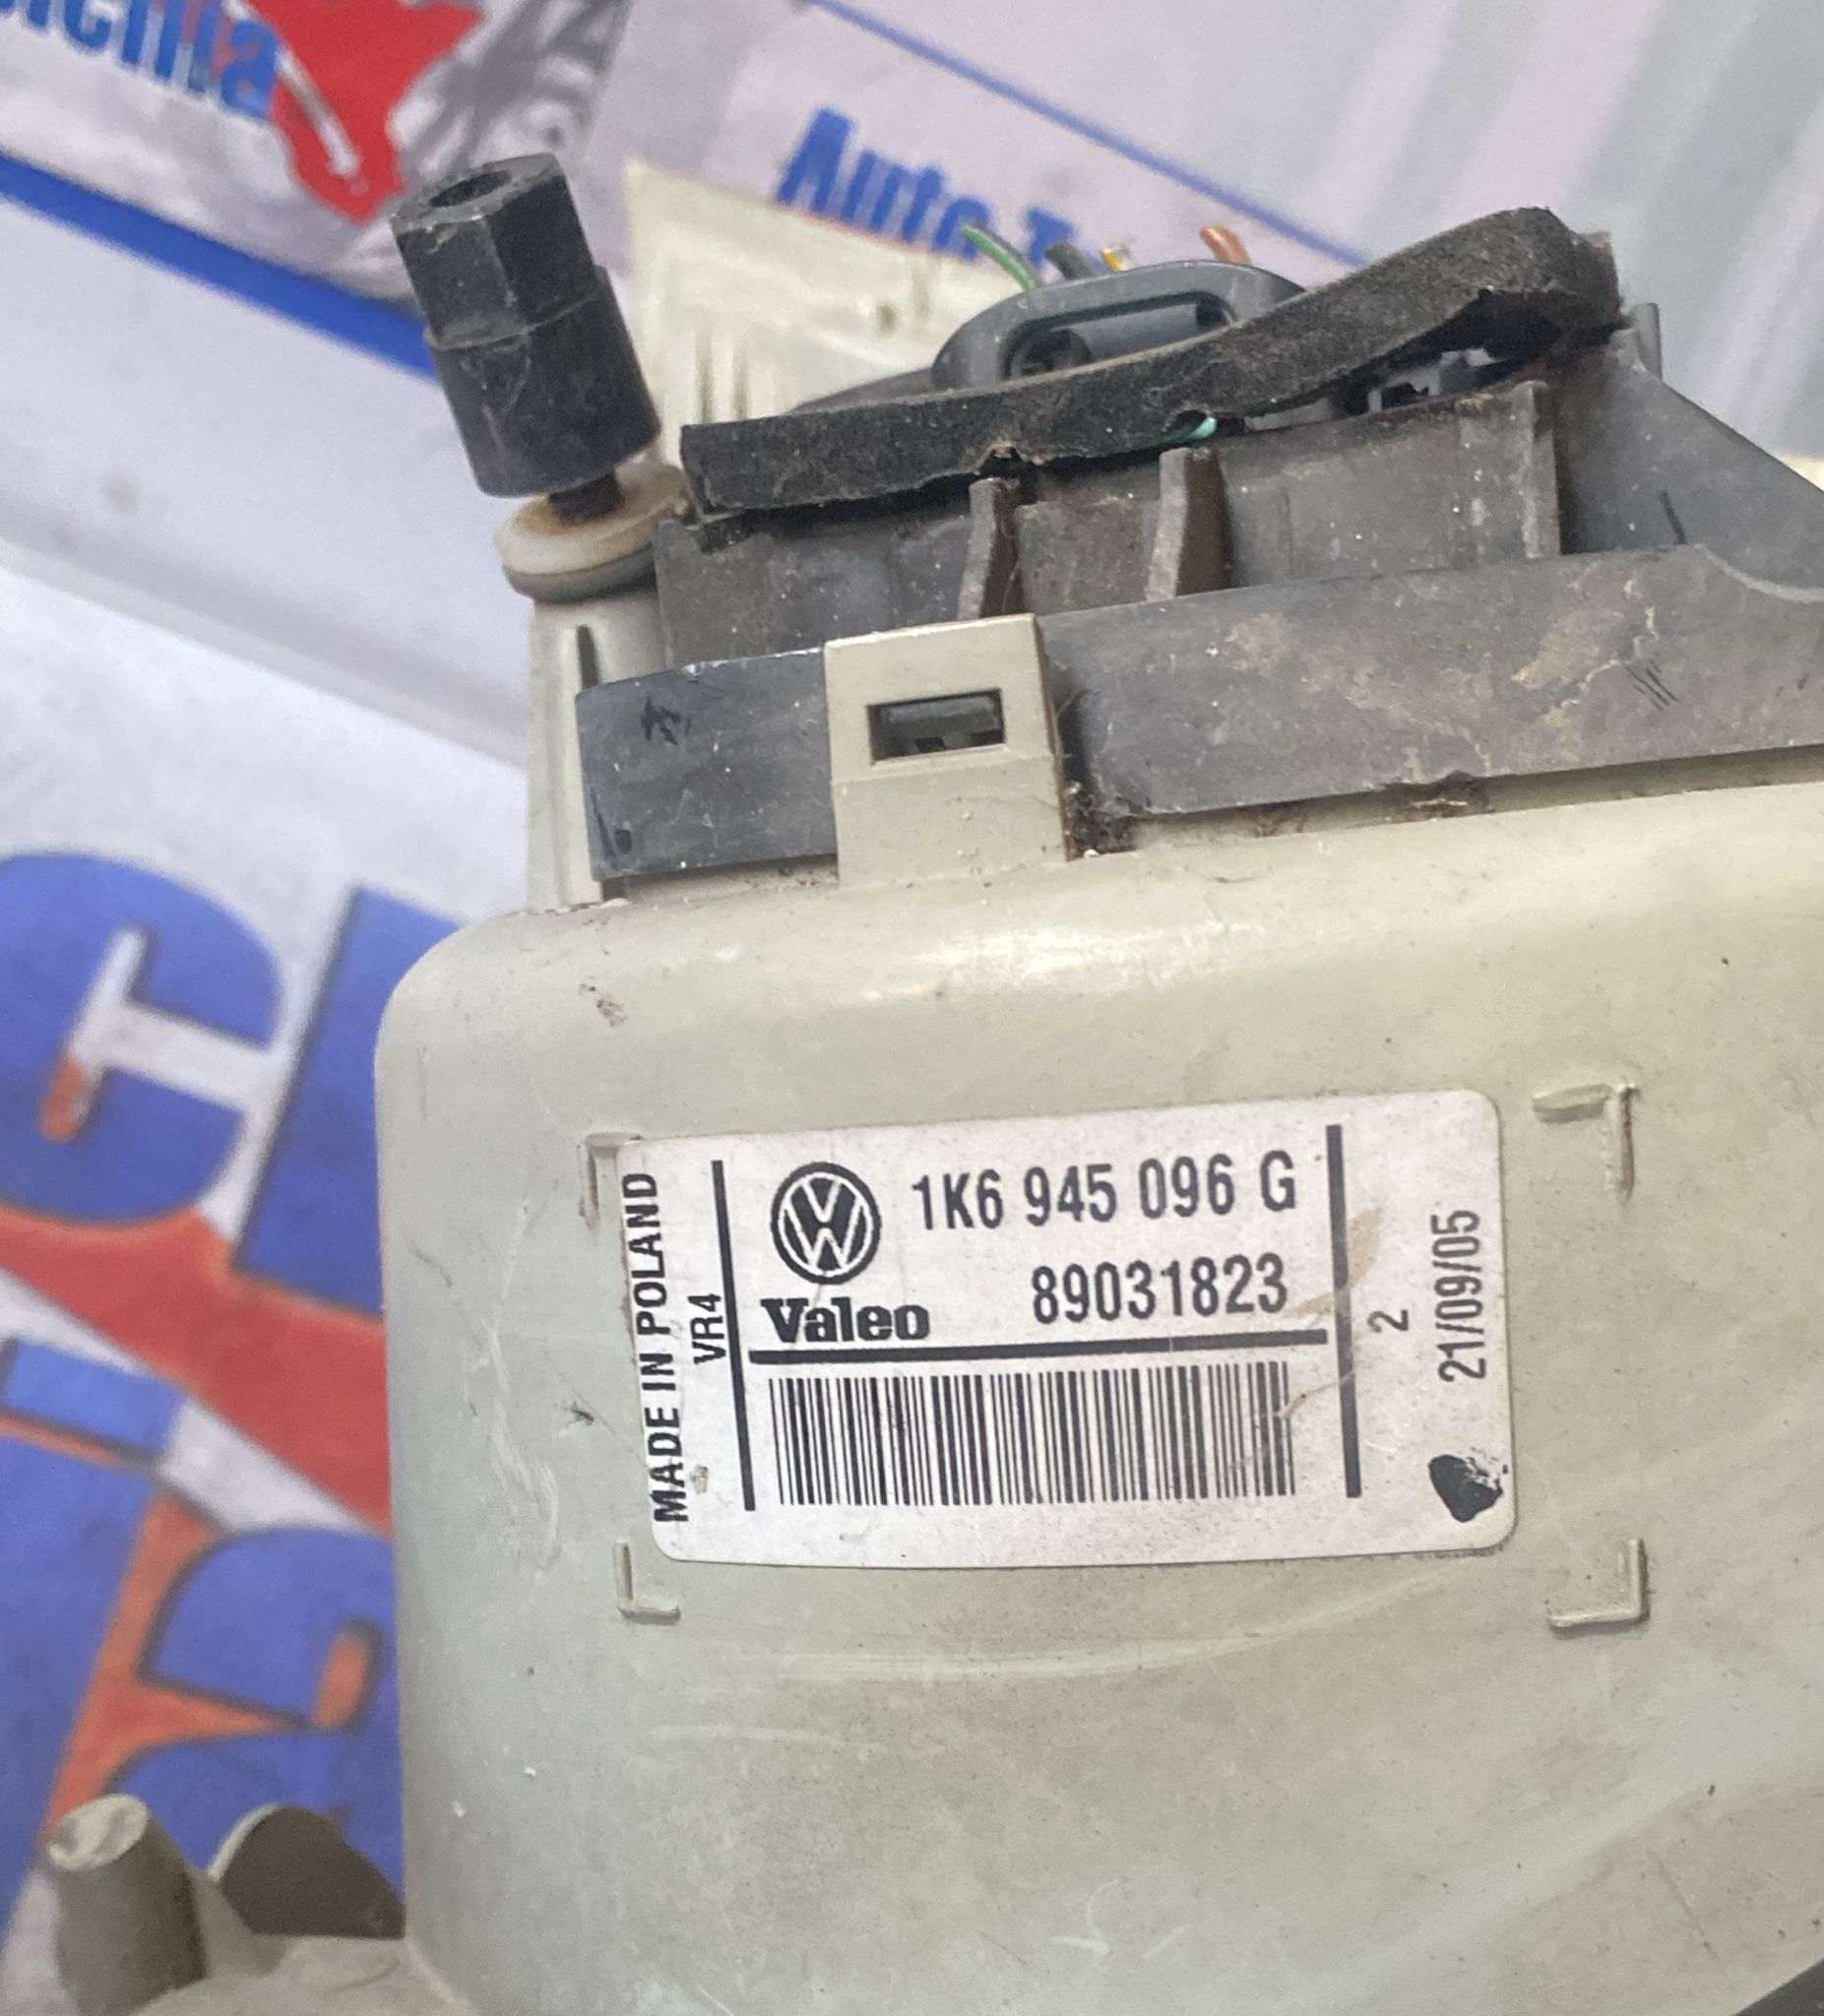 Auto
MADE IN POLAND
VR4
1K6 945 096 G
89031823
Valeo
2
21/09/05